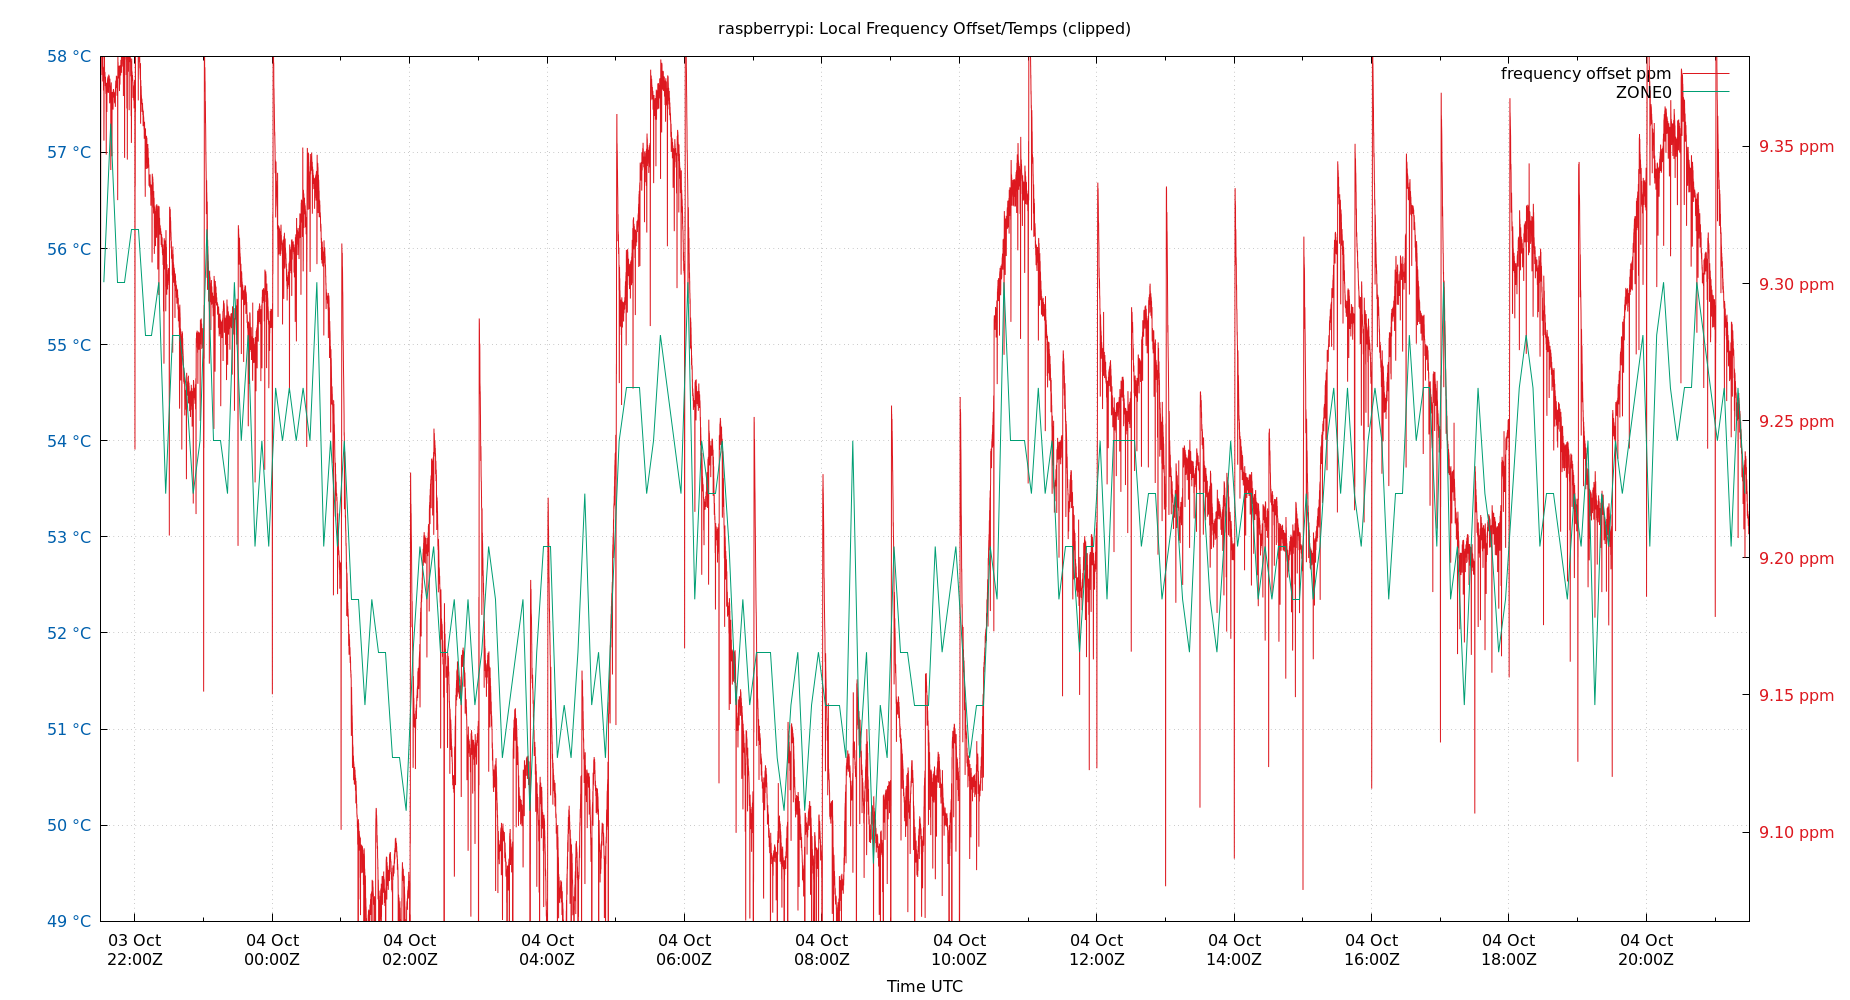 raspberrypi: Local Frequency Offset/Temps (clipped)
58 °C
57 °C
56 °C
55 °C
54 °C
53 °C
52 °C
51 °C
50 °C
49 °C
frequency offset ppm
ZONE0
9.35 ppm
9.30 ppm
9.25 ppm
9.20 ppm
9.15 ppm
9.10 ppm
03 Oct 04 Oct 04 Oct 04 Oct 04 Oct 04 Oct 04 Oct 04 Oct 04 Oct 04 Oct 04 Oct 04 Oct
22:00Z 00:00Z 02:00Z 04:00Z 06:00Z 08:00Z 10:00Z 12:00Z 14:00Z 16:00Z 18:00Z 20:00Z
Time UTC